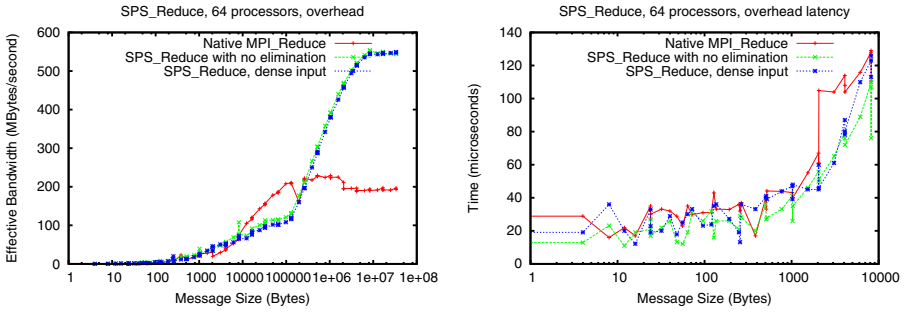 SPS_Reduce, 64 processors, overhead
Effective Bandwidth (MBytes/second)
600
500
400
300
200
100
0
Native MPI_Reduce
SPS_Reduce with no elimination
SPS_Reduce, dense input
1 10 100 1000 10000 100000 1e+06 1e+07 1e+08
Message Size (Bytes)
SPS_Reduce, 64 processors, overhead latency
Time (microseconds)
140
120
100
80
60
40
20
0
Native MPI_Reduce
SPS_Reduce with no elimination
SPS_Reduce, dense input
1 10 100 1000 10000
Message Size (Bytes)